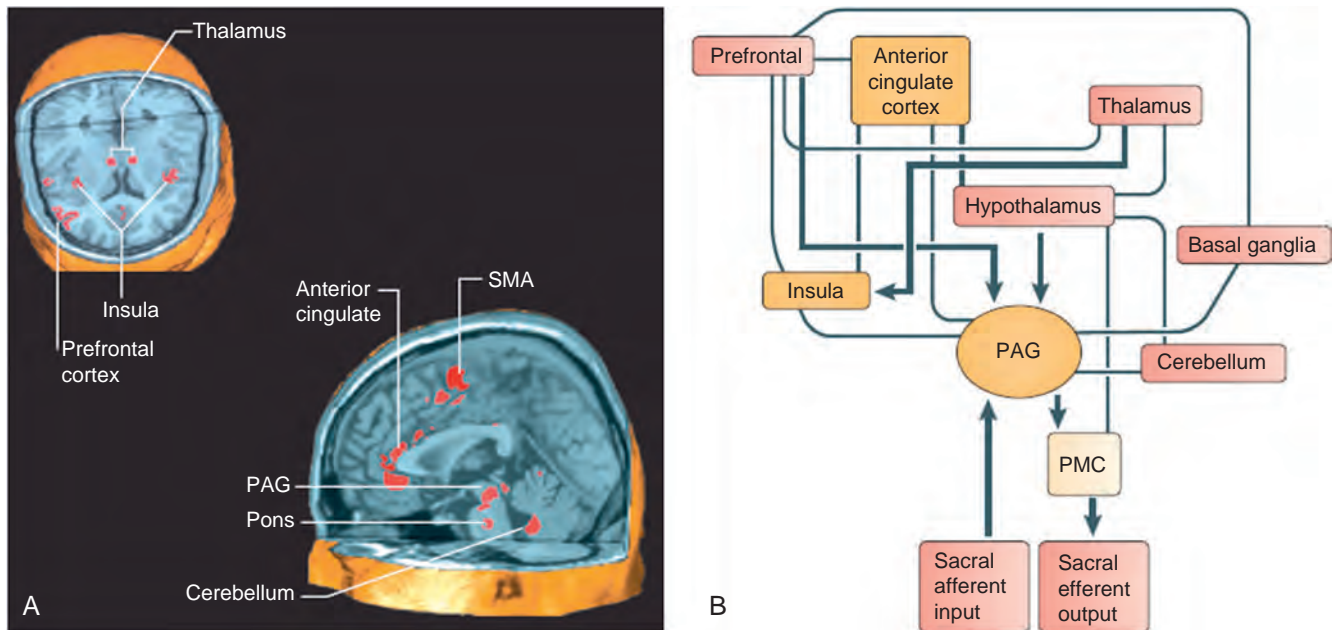 Thalamus
Insula
Prefrontal
cortex
Anterior
cingulate
SMA
PAG
Pons
Cerebellum
A
Prefrontal
Anterior
cingulate
cortex
Thalamus
Hypothalamus
Basal ganglia
Insula
PAG
Cerebellum
PMC
Sacral
afferent
input
Sacral
efferent
output
B